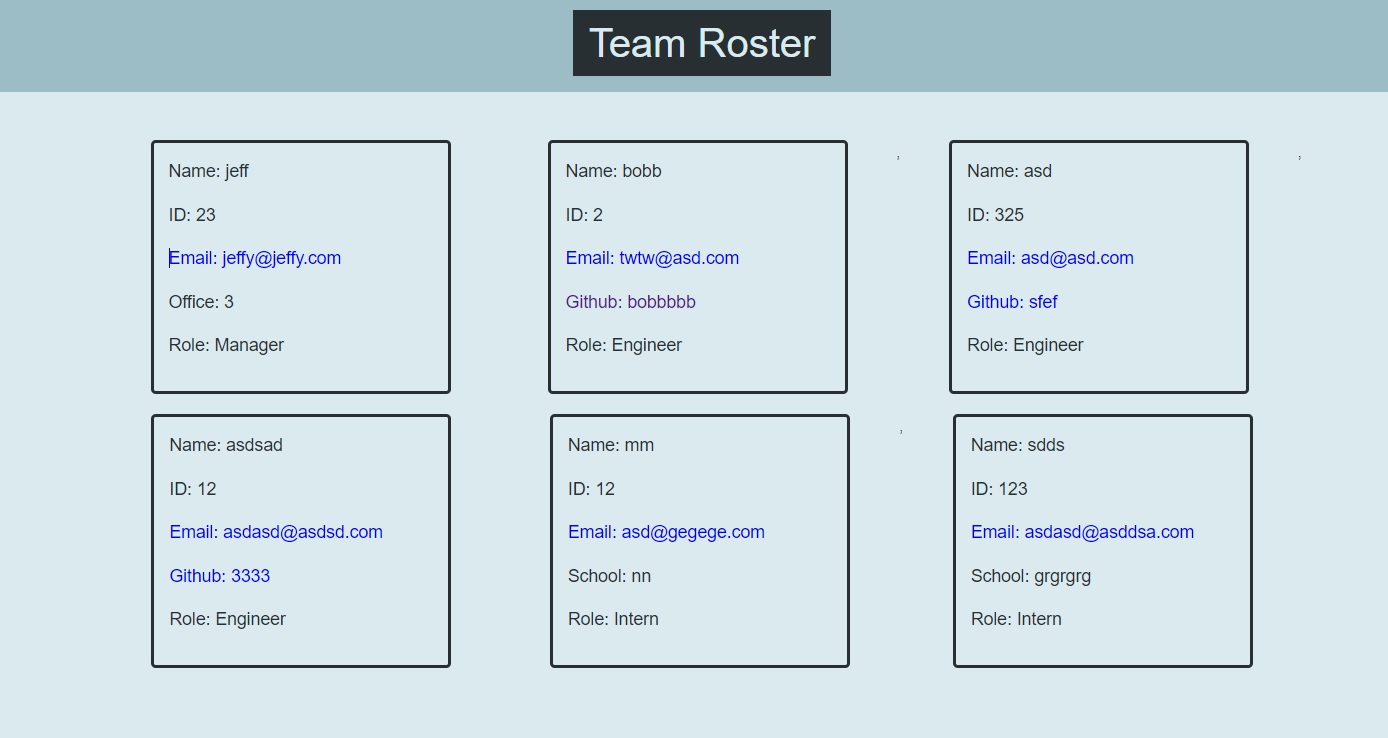 Team Roster
Name: jeff
ID: 23
Email: jeffy@jeffy.com
Office: 3
Role: Manager
Name: bobb
ID: 2
Email: twtw@asd.com
Github: bobbbbb
Role: Engineer
,
Name: asd
ID: 325
Email: asd@asd.com
Github: sfef
Role: Engineer
,
Name: asdsad
ID: 12
Email: asdasd@asdsd.com
Github: 3333
Role: Engineer
Name: mm
ID: 12
Email: asd@gegege.com
School: nn
Role: Intern
,
Name: sdds
ID: 123
Email: asdasd@asddsa.com
School: grgrgrg
Role: Intern